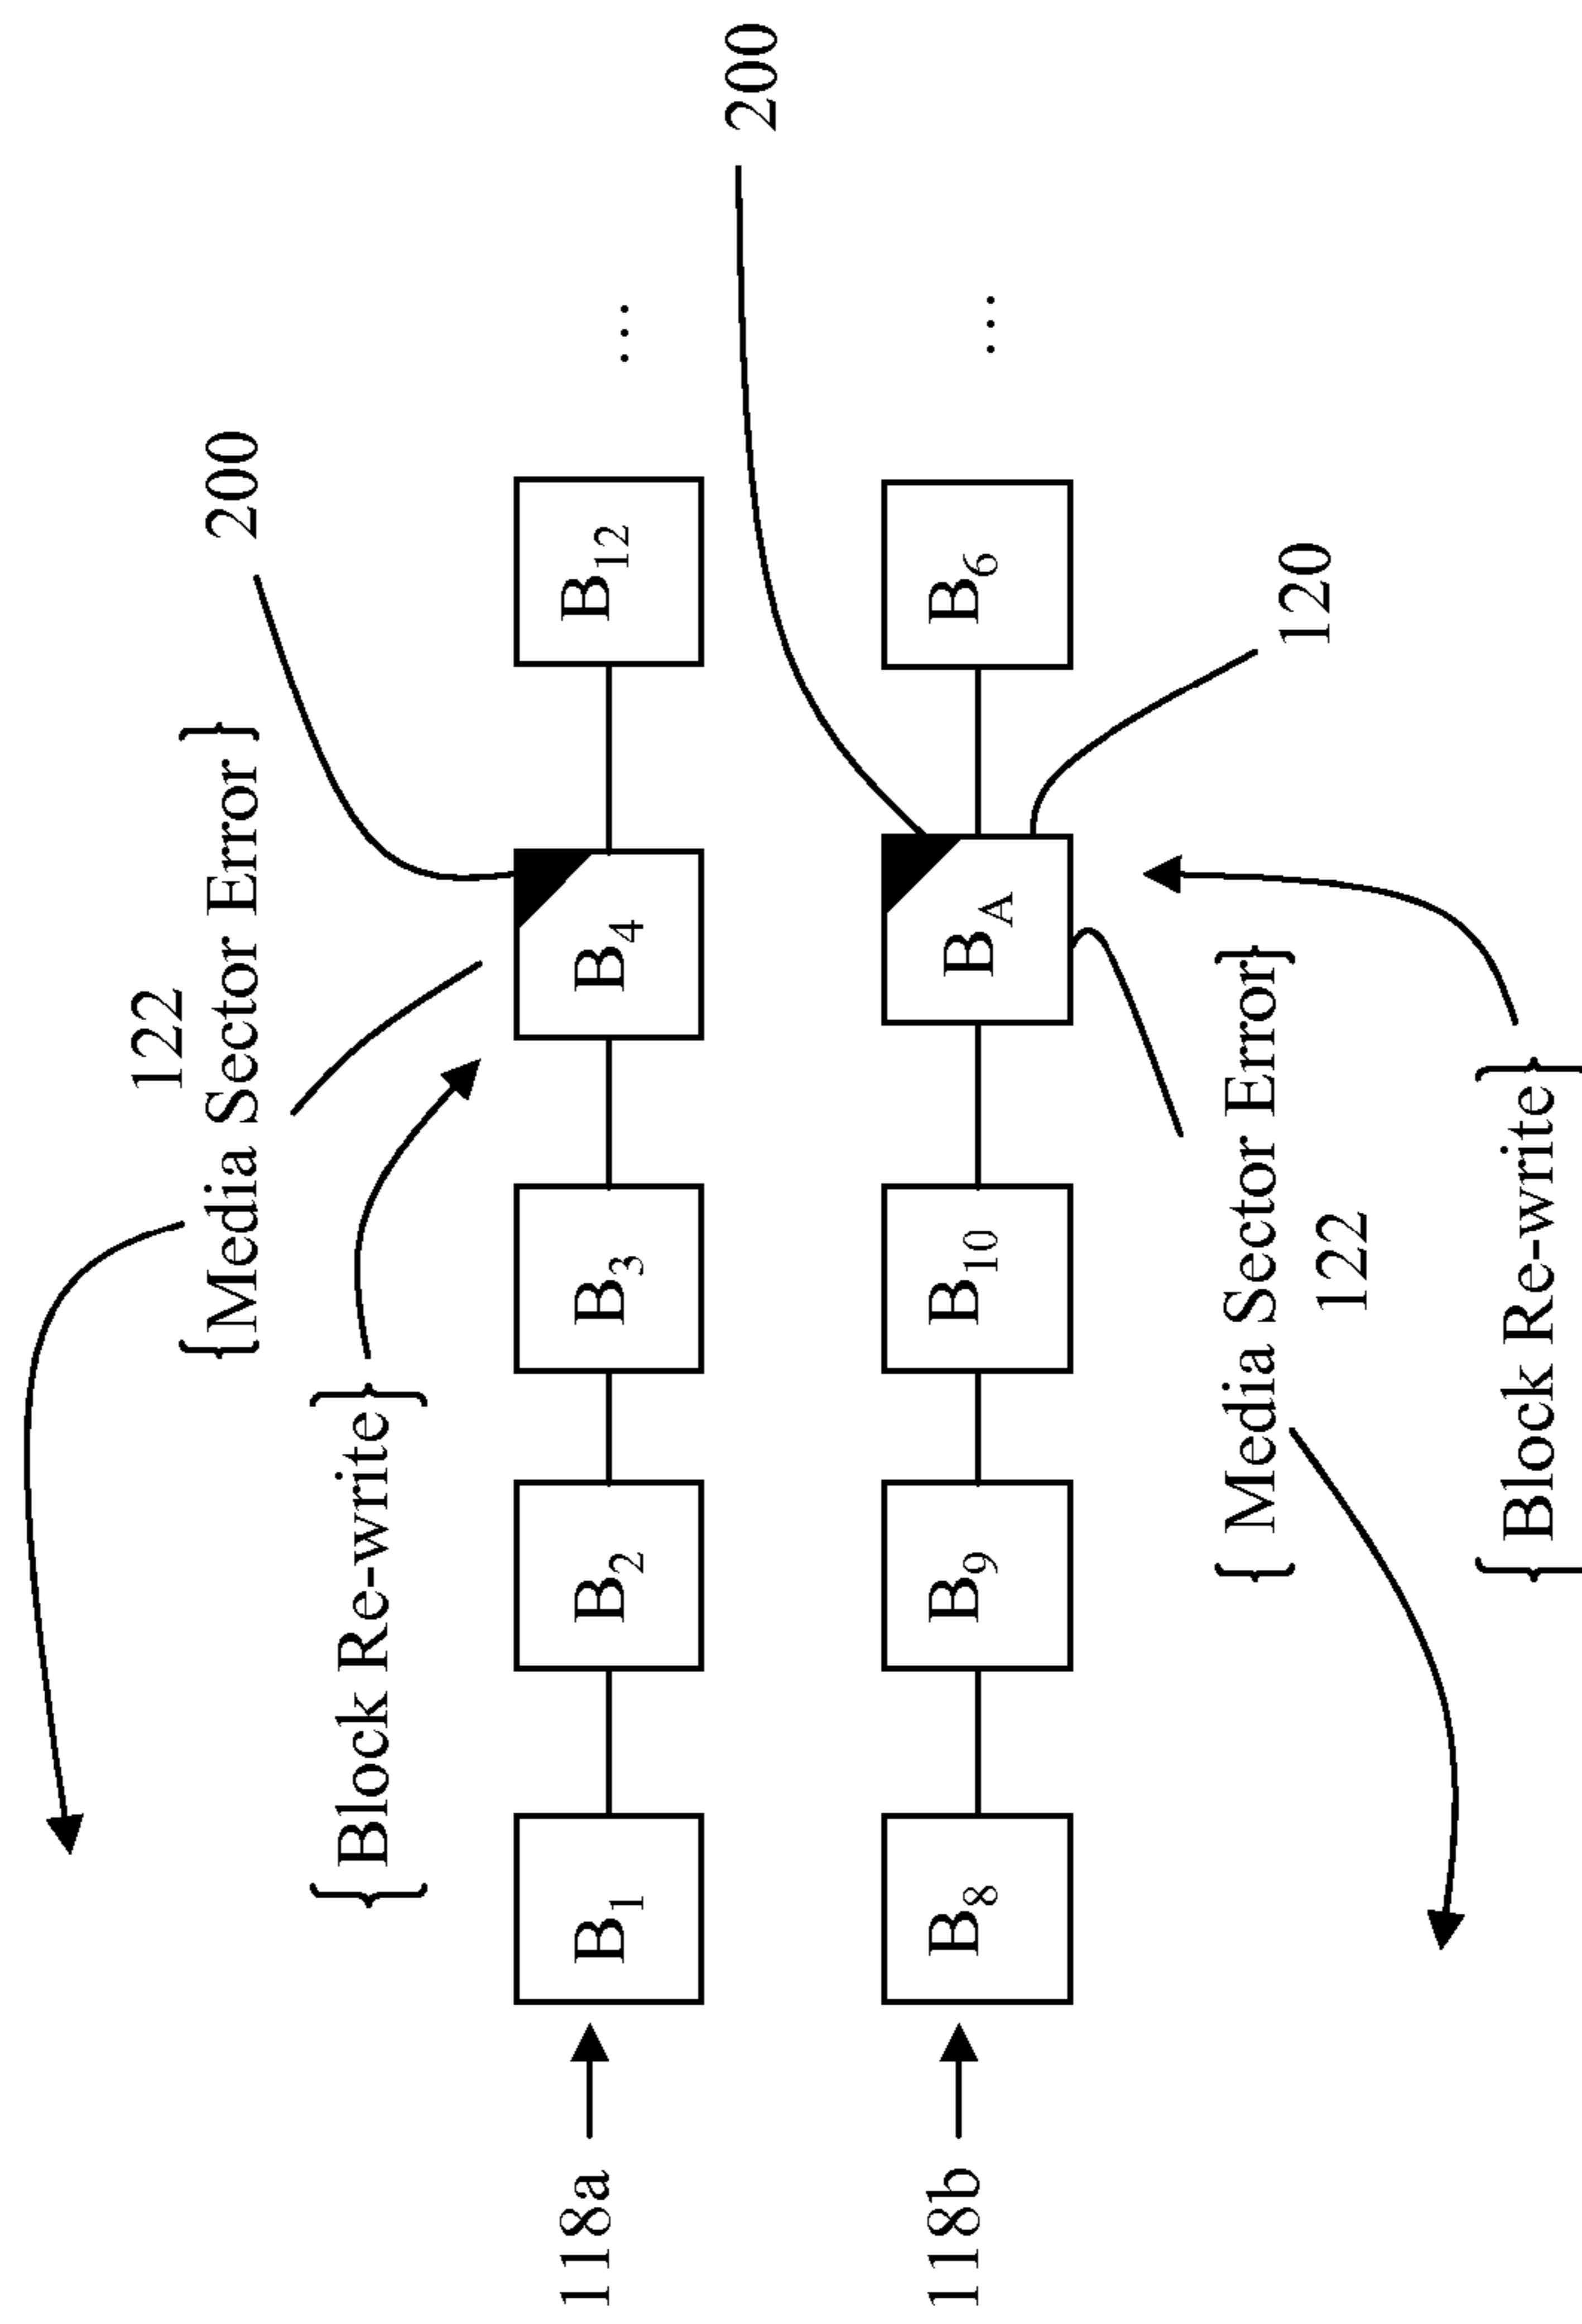 122
{Media Sector Error }
200
{Block Re-write}
118a
B1
B2
B3
B4
B12
...
200
118b
B8
B9
B10
BA
B6
...
120
{ Media Sector Error}
122
{Block Re-write}